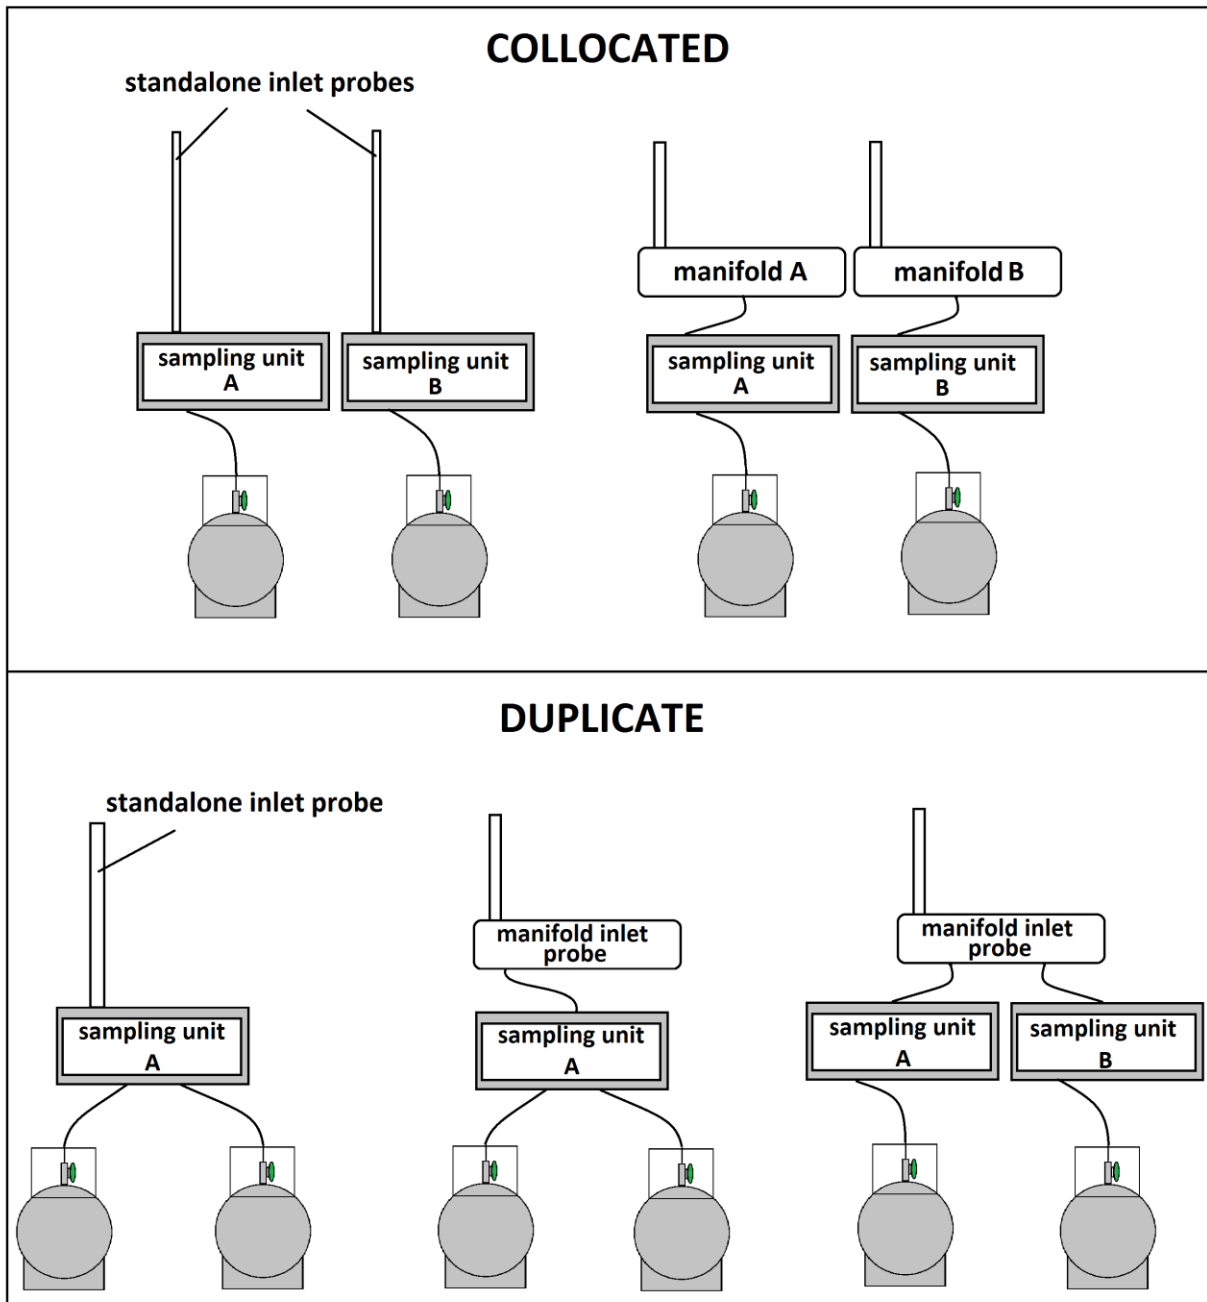 COLLOCATED
standalone inlet probes
manifold A
manifold B
sampling unit
A
sampling unit
B
sampling unit
A
sampling unit
B
DUPLICATE
standalone inlet probe
manifold inlet
probe
manifold inlet
probe
sampling unit
A
sampling unit
A
sampling unit
A
sampling unit
B